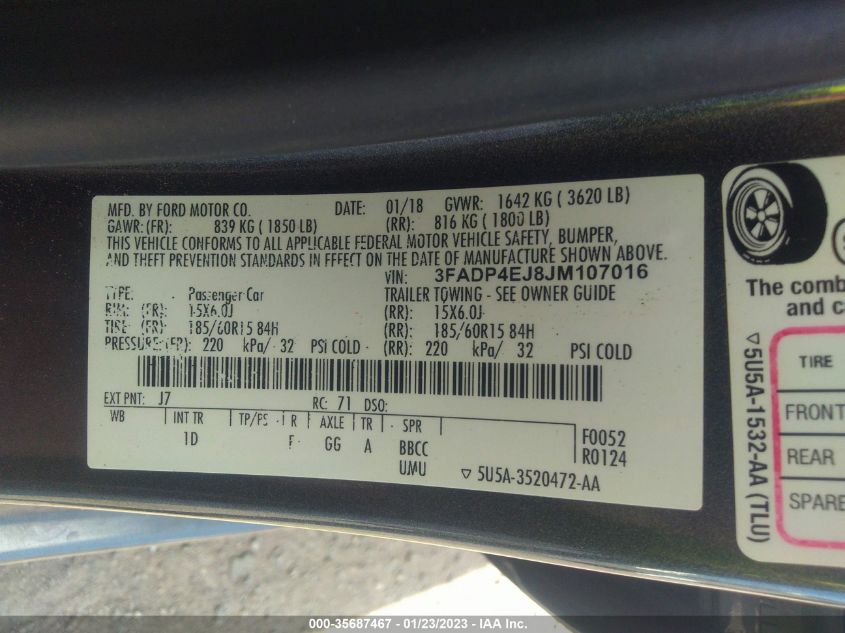 MFD. BY FORD MOTOR CO. DATE: 01/18 GVWR: 1642 KG ( 3620 LB)
GAWR: (FR): 839 KG ( 1850 LB) (RR): 816 KG ( 1800 LB)
THIS VEHICLE CONFORMS TO ALL APPLICABLE FEDERAL MOTOR VEHICLE SAFETY, BUMPER,
AND THEFT PREVENTION STANDARDS IN EFFECT ON THE DATE OF MANUFACTURE SHOWN ABOVE.
VIN: 3FADP4EJ8JM107016
TYPE: Passenger Car TRAILER TOWING - SEE OWNER GUIDE
RIM: (FR): 15X6.0J (RR): 15X6.0J
TIRE: (FR): 185/60R15 84H (RR): 185/60R15 84H
PRESSURE: (FR): 220 kPa/ 32 PSI COLD (RR): 220 kPa/ 32 PSI COLD
EXT PNT: J7 RC: 71 DSO:
WB INT TR TP/PS R AXLE TR SPR
1D F GG A BBCC F0052
UMU R0124
▽ 5U5A-3520472-AA
The comb
and c
▽ 5U5A-1532-AA (TLU)
TIRE
FRONT
REAR
SPARE
000-35687467 - 01/23/2023 - IAA Inc.